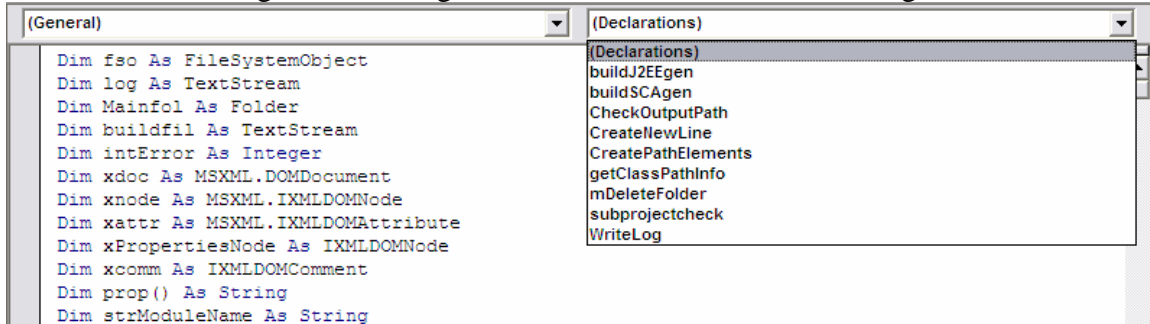 (General)
(Declarations)
Dim fso As FileSystemObject
Dim log As TextStream
Dim Mainfol As Folder
Dim buildfil As TextStream
Dim intError As Integer
Dim xdoc As MSXML.DOMDocument
Dim xnode As MSXML.IXMLDOMNode
Dim xattr As MSXML.IXMLDOMAttribute
Dim xPropertiesNode As IXMLDOMNode
Dim xcomm As IXMLDOMComment
Dim prop() As String
Dim strModuleName As String
(Declarations)
buildJ2EEgen
buildSCAgen
CheckOutputPath
CreateNewLine
CreatePathElements
getClassPathInfo
mDeleteFolder
subprojectcheck
WriteLog